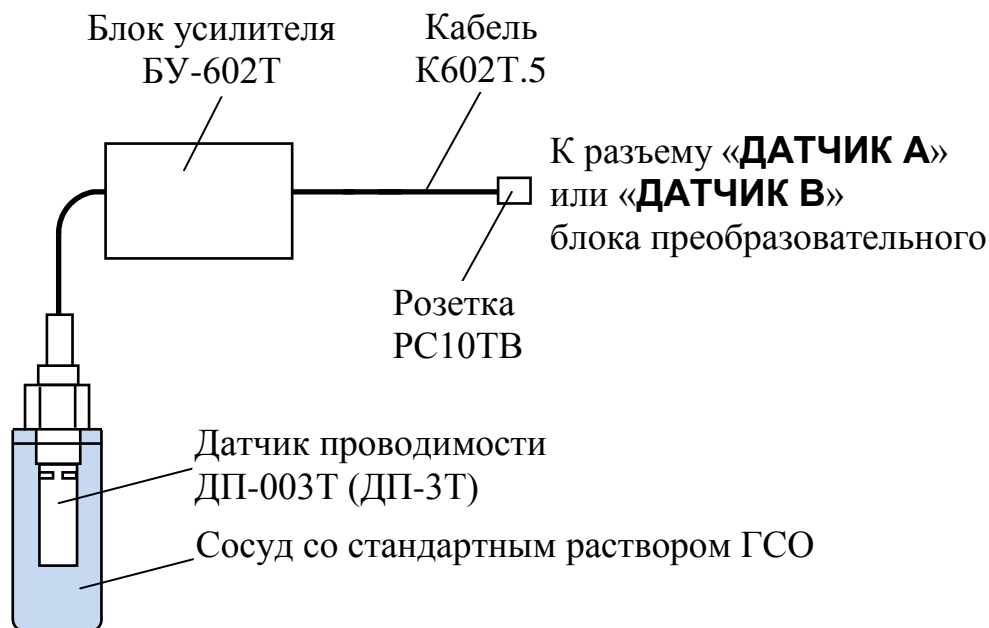 Блок усилителя
БУ-602Т
Кабель
К602Т.5
К разъему «ДАТЧИК А»
или «ДАТЧИК В»
блока преобразовательного
Розетка
РС10ТВ
Датчик проводимости
ДП-003Т (ДП-3Т)
Сосуд со стандартным раствором ГСО